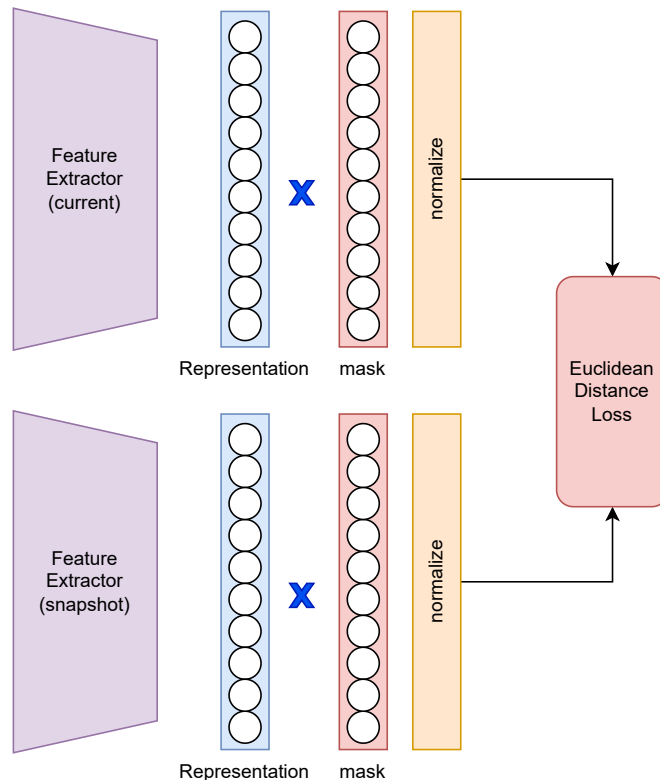 Feature
Extractor
(current)
X
normalize
Representation
mask
Euclidean
Distance
Loss
Feature
Extractor
(snapshot)
X
normalize
Representation
mask